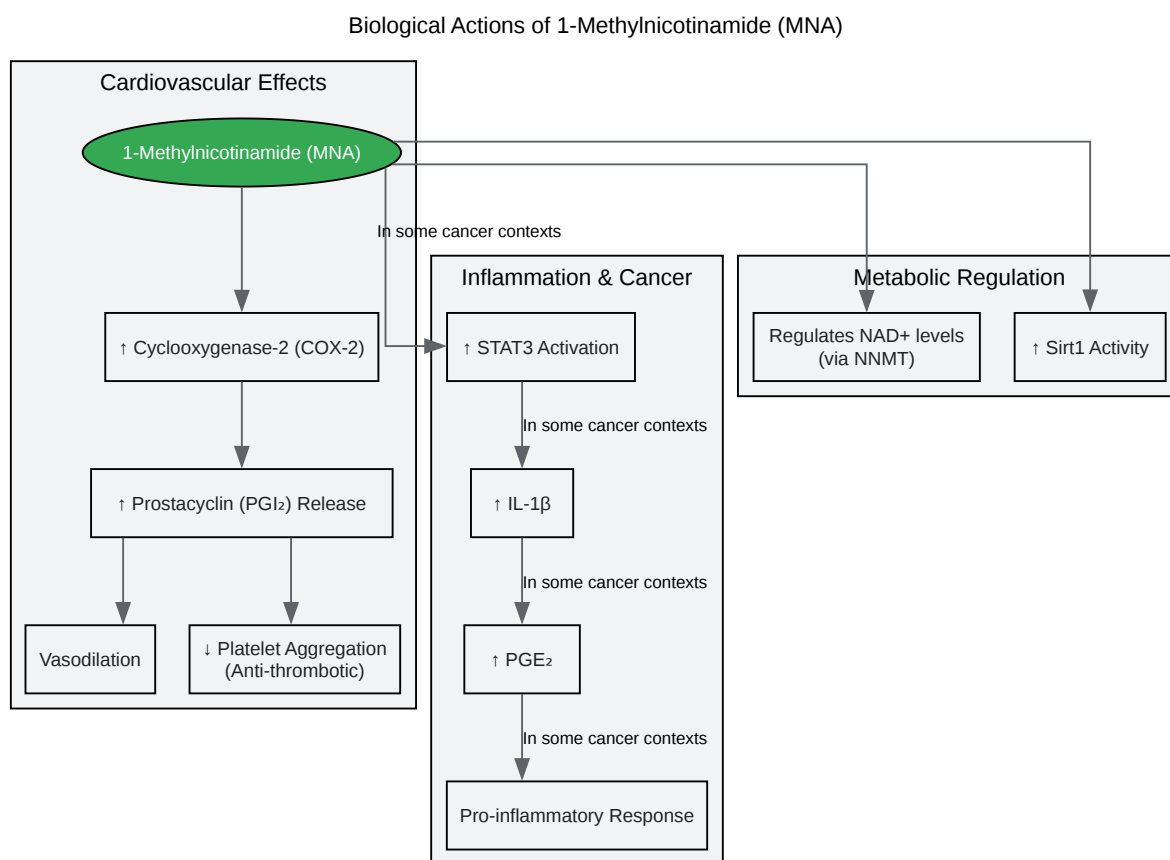 Biological Actions of 1-Methylnicotinamide (MNA)
Cardiovascular Effects
1-Methylnicotinamide (MNA)
In some cancer contexts
↑ Cyclooxygenase-2 (COX-2)
↑ Prostacyclin (PGI₂) Release
Vasodilation
↓ Platelet Aggregation
(Anti-thrombotic)
Inflammation & Cancer
↑ STAT3 Activation
In some cancer contexts
↑ IL-1β
In some cancer contexts
↑ PGE₂
In some cancer contexts
Pro-inflammatory Response
Metabolic Regulation
Regulates NAD+ levels
(via NNMT)
↑ Sirt1 Activity